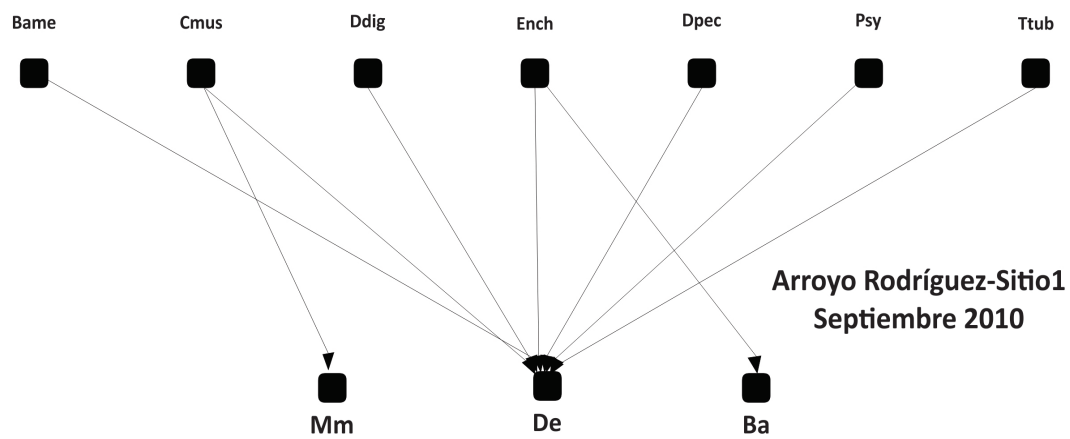 Bame Cmus Ddig Ench Dpec Psy Ttub
Arroyo Rodríguez-Sitio1
Septiembre 2010
Mm De Ba